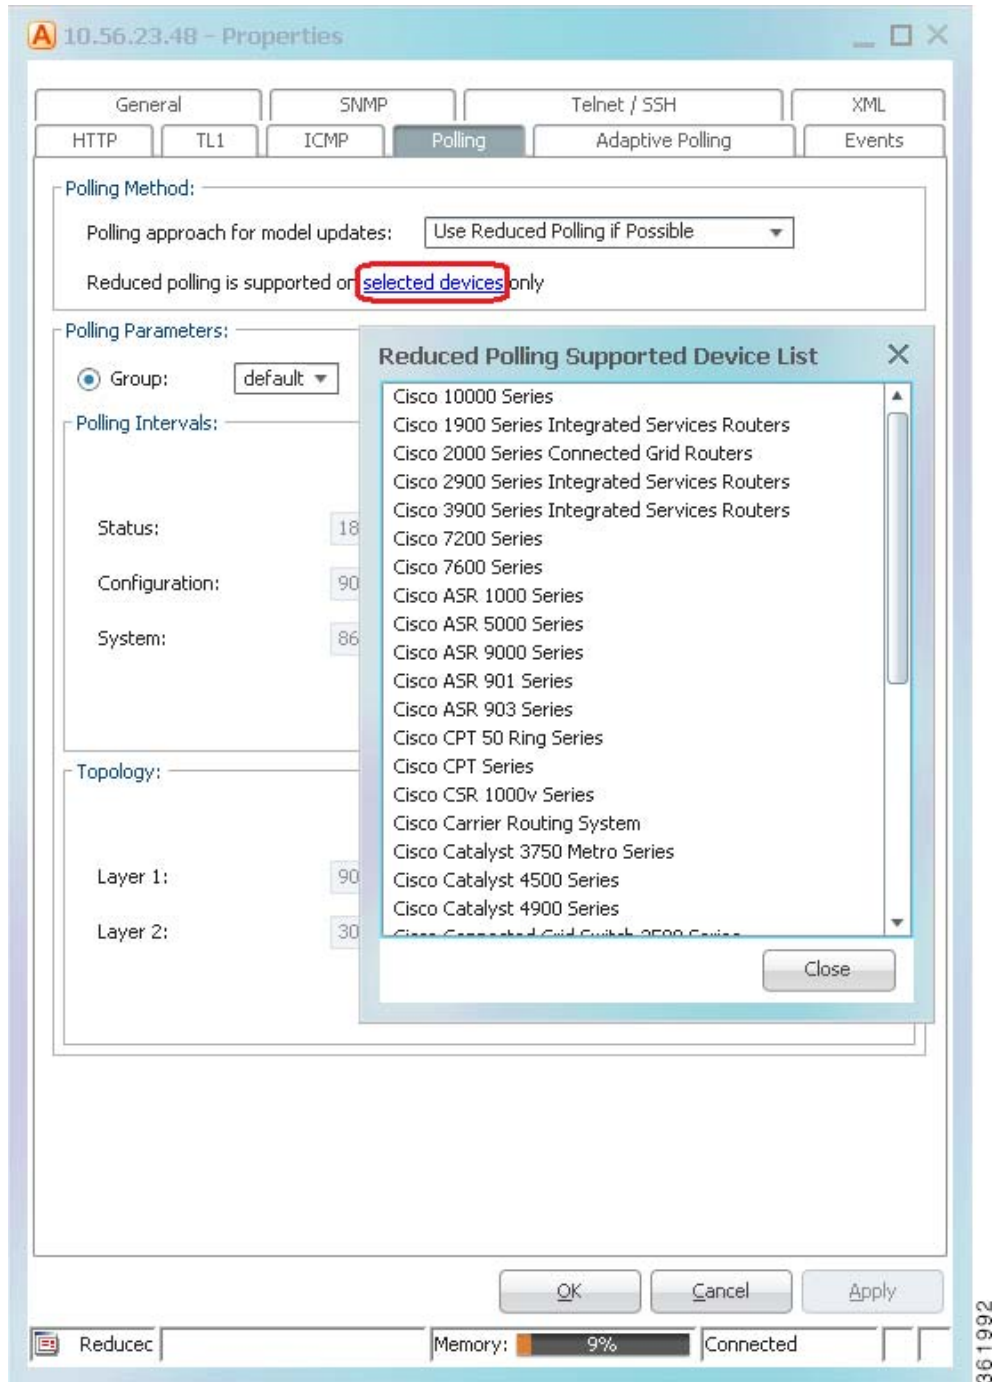 10.56.23.48 - Properties
General SNMP Telnet / SSH XML
HTTP TL1 ICMP Polling Adaptive Polling Events
Polling Method:
Polling approach for model updates: Use Reduced Polling if Possible
Reduced polling is supported on selected devices only
Polling Parameters:
Group: default
Polling Intervals:
Status: 18
Configuration: 90
System: 86
Topology:
Layer 1: 90
Layer 2: 30
Reduced Polling Supported Device List
Cisco 10000 Series
Cisco 1900 Series Integrated Services Routers
Cisco 2000 Series Connected Grid Routers
Cisco 2900 Series Integrated Services Routers
Cisco 3900 Series Integrated Services Routers
Cisco 7200 Series
Cisco 7600 Series
Cisco ASR 1000 Series
Cisco ASR 5000 Series
Cisco ASR 9000 Series
Cisco ASR 901 Series
Cisco ASR 903 Series
Cisco CPT 50 Ring Series
Cisco CPT Series
Cisco CSR 1000v Series
Cisco Carrier Routing System
Cisco Catalyst 3750 Metro Series
Cisco Catalyst 4500 Series
Cisco Catalyst 4900 Series
Close
OK Cancel Apply
Reducec Memory: 9% Connected
361992